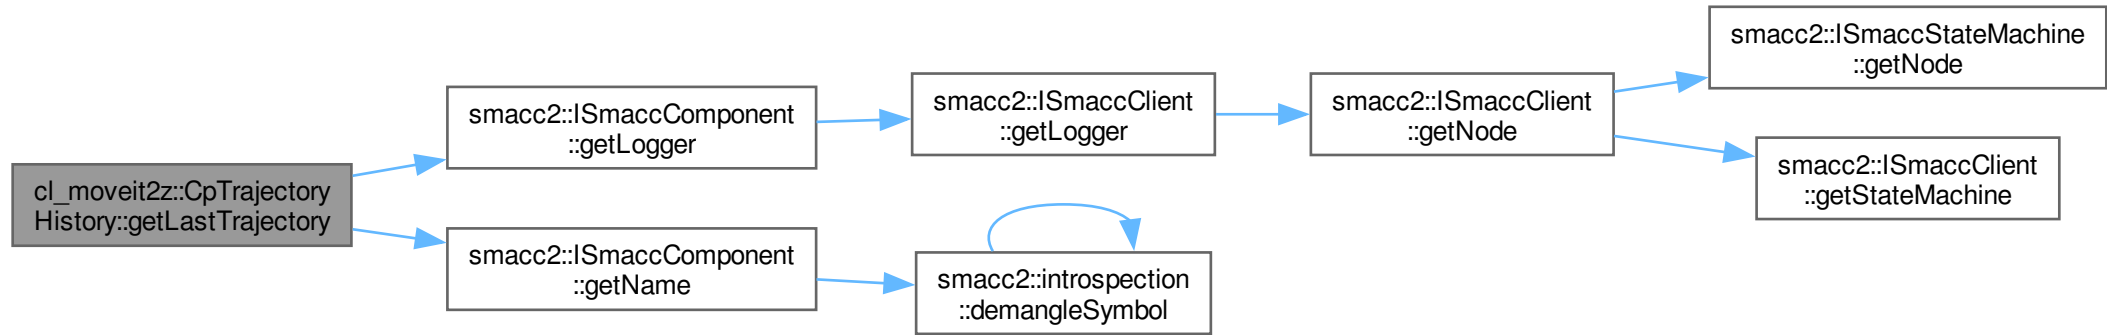 cl_moveit2z::CpTrajectory
History::getLastTrajectory
smacc2::ISmaccComponent
::getLogger
smacc2::ISmaccClient
::getLogger
smacc2::ISmaccClient
::getNode
smacc2::ISmaccStateMachine
::getNode
smacc2::ISmaccClient
::getStateMachine
smacc2::ISmaccComponent
::getName
smacc2::introspection
::demangleSymbol